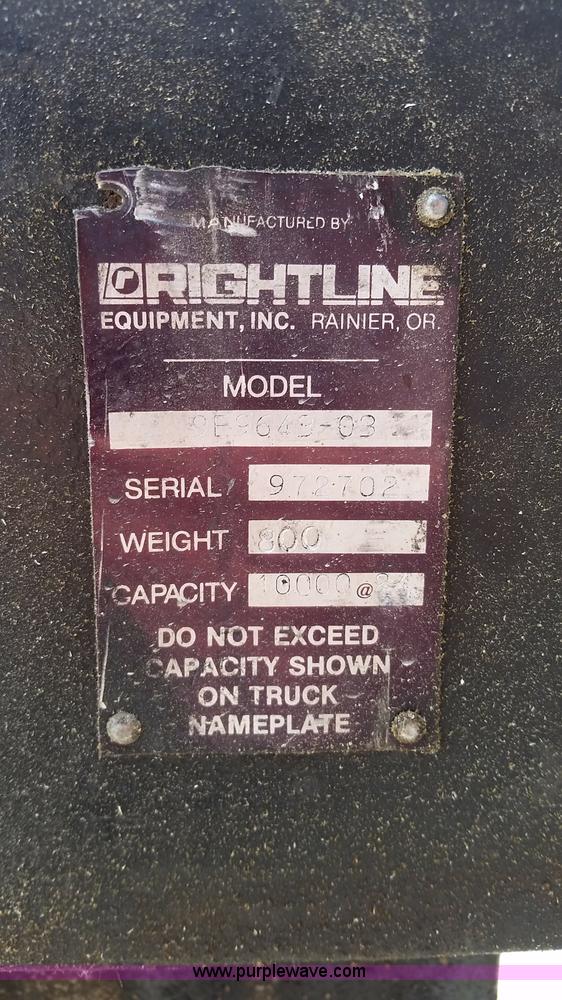 MANUFACTURED BY
RIGHTLINE
EQUIPMENT, INC. RAINIER, OR.
MODEL
SERIAL 972702
WEIGHT 800
CAPACITY 10000 @
DO NOT EXCEED
CAPACITY SHOWN
ON TRUCK
NAMEPLATE
www.purplewave.com